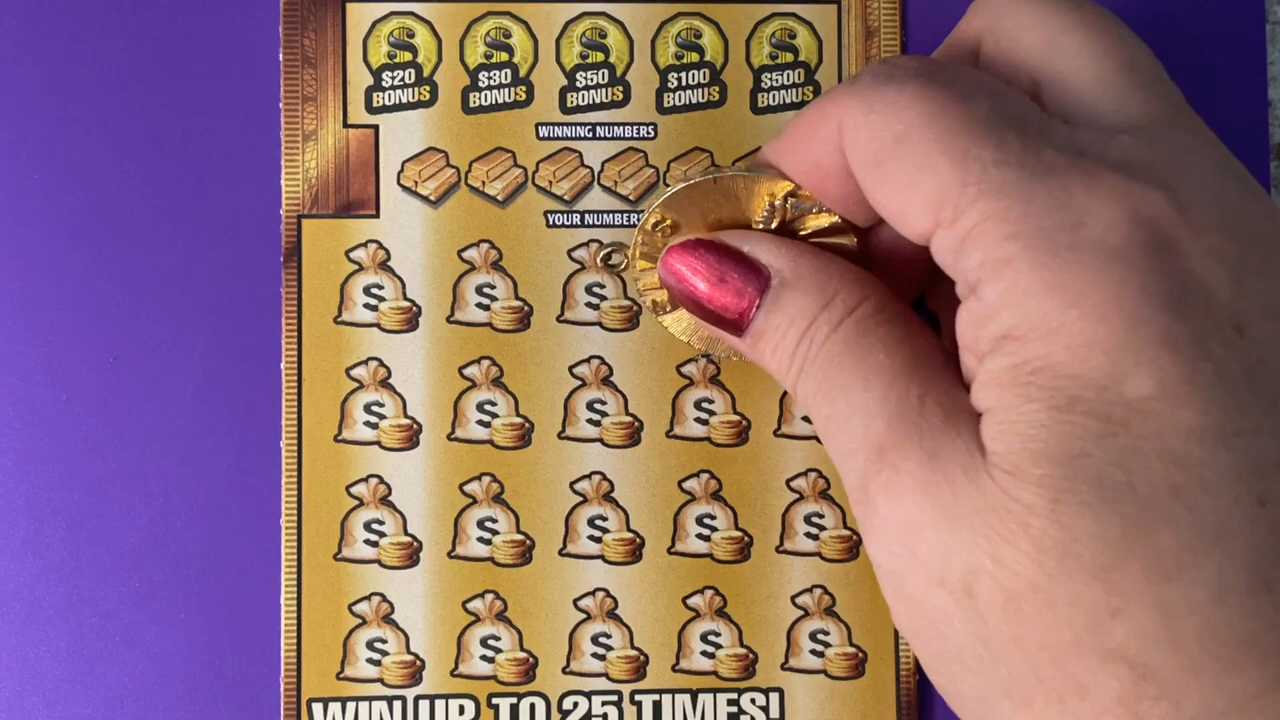 $20 BONUS $30 BONUS $50 BONUS $100 BONUS $500 BONUS
WINNING NUMBERS
YOUR NUMBERS
$ $ $
$ $ $ $
$ $ $ $ $
$ $ $ $ $
WIN UP TO 25 TIMES!